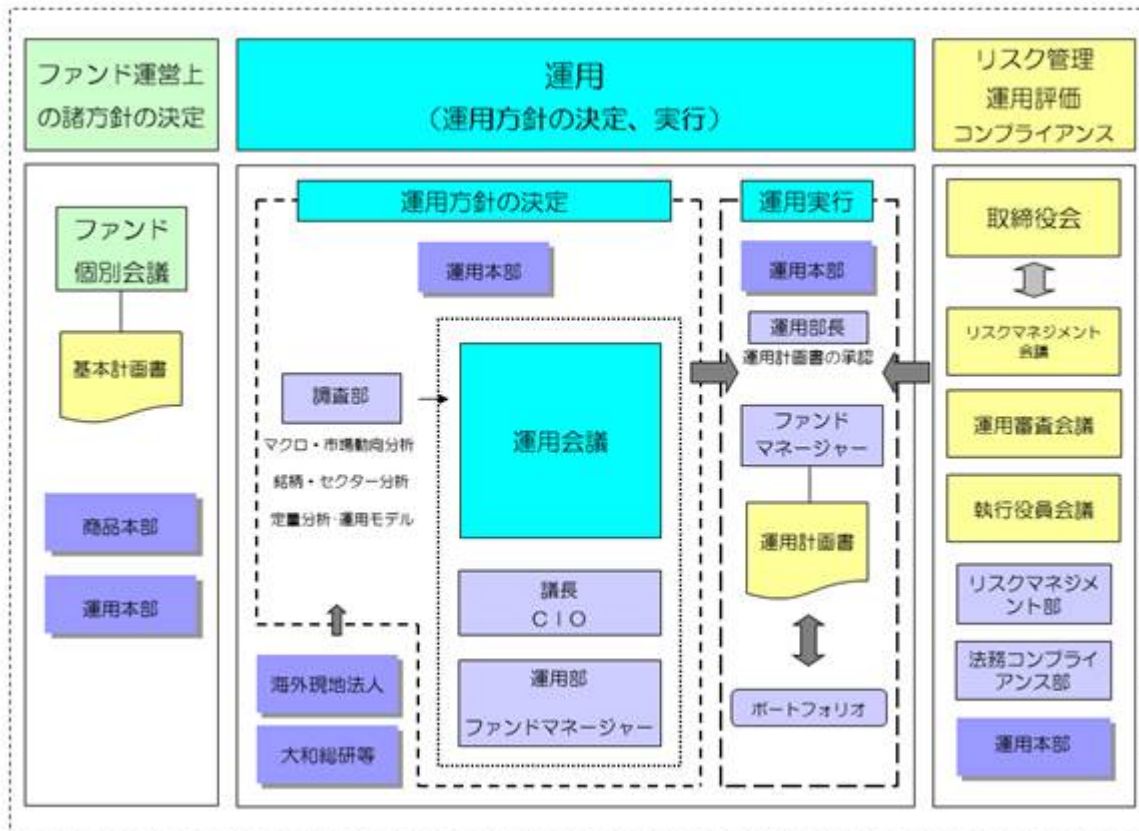 ファンド運営上
の諸方針の決定
運用
（運用方針の決定、実行）
リスク管理
運用評価
コンプライアンス
ファンド
個別会議
基本計画書
商品本部
運用本部
運用方針の決定
運用本部
調査部
マクロ・市場動向分析
銘柄・セクター分析
定量分析・運用モデル
運用会議
議長
ＣＩＯ
運用部
ファンドマネージャー
海外現地法人
大和総研等
運用実行
運用本部
運用部長
運用計画書の承認
ファンド
マネージャー
運用計画書
ポートフォリオ
取締役会
リスクマネジメント
会議
運用審査会議
執行役員会議
リスクマネジメ
ント部
法務コンプライ
アンス部
運用本部